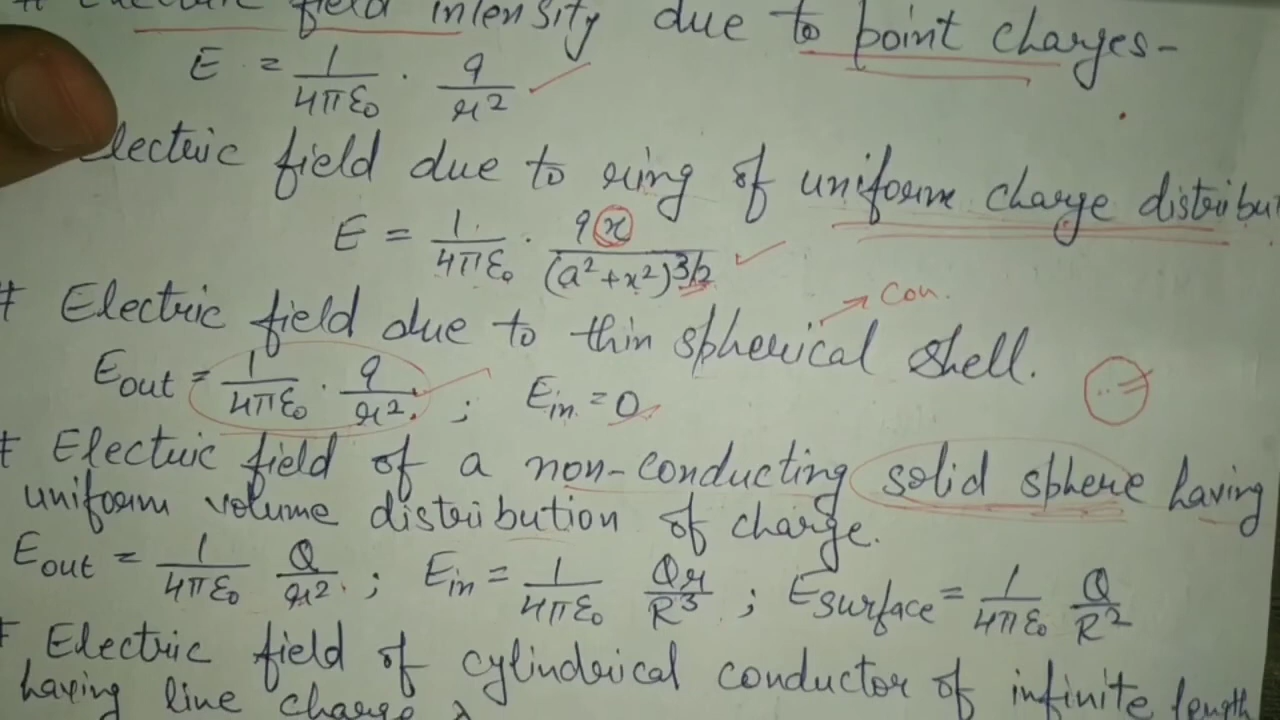 # Electric field intensity due to point charges-
E = 1/4πε₀ · q/r²
Electric field due to ring of uniform charge distribu
E = 1/4πε₀ · qx/(a²+x²)3/2
# Electric field due to thin spherical shell.
→ Con.
Eout = 1/4πε₀ · q/r² ; Ein = 0
# Electric field of a non-conducting solid sphere having
uniform volume distribution of charge.
Eout = 1/4πε₀ Q/r² ; Ein = 1/4πε₀ Qr/R³ ; Esurface = 1/4πε₀ Q/R²
# Electric field of cylindrical conductor of infinite length
having line charge λ